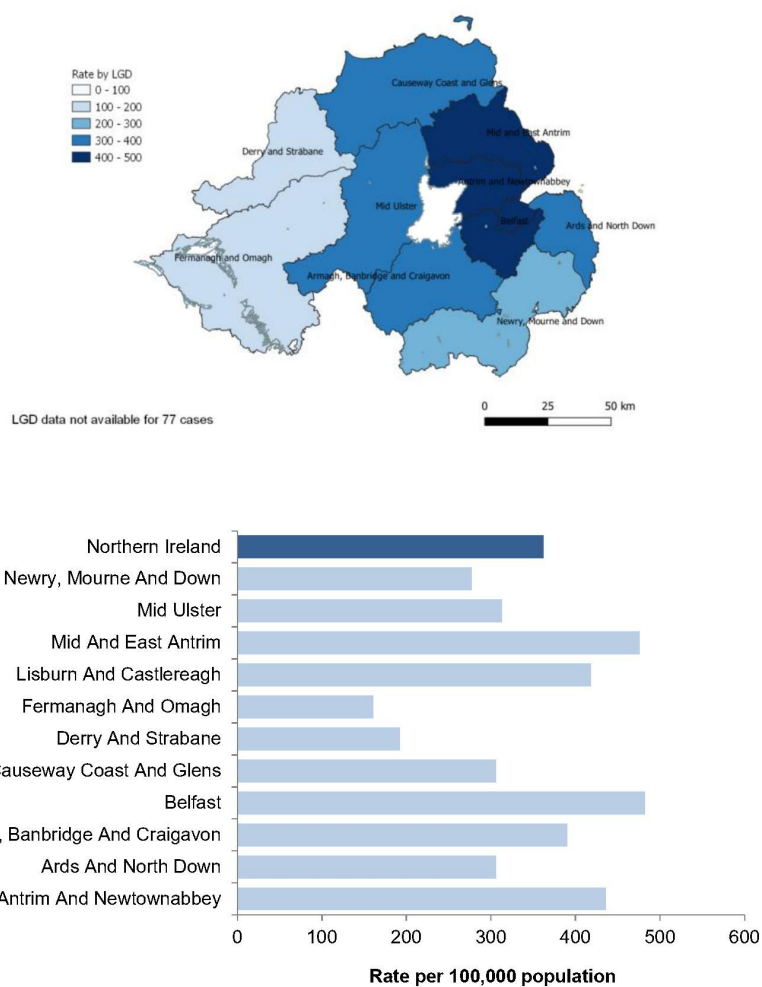 Rate by LGD
0 - 100
100 - 200
200 - 300
300 - 400
400 - 500
Causeway Coast and Glens
Mid and East Antrim
Derry and Strabane
Antrim and Newtownabbey
Mid Ulster
Belfast
Ards and North Down
Fermanagh and Omagh
Armagh, Banbridge and Craigavon
Newry, Mourne and Down
0 25 50 km
LGD data not available for 77 cases
Northern Ireland
Newry, Mourne And Down
Mid Ulster
Mid And East Antrim
Lisburn And Castlereagh
Fermanagh And Omagh
Derry And Strabane
Causeway Coast And Glens
Belfast
, Banbridge And Craigavon
Ards And North Down
Antrim And Newtownabbey
0 100 200 300 400 500 600
Rate per 100,000 population